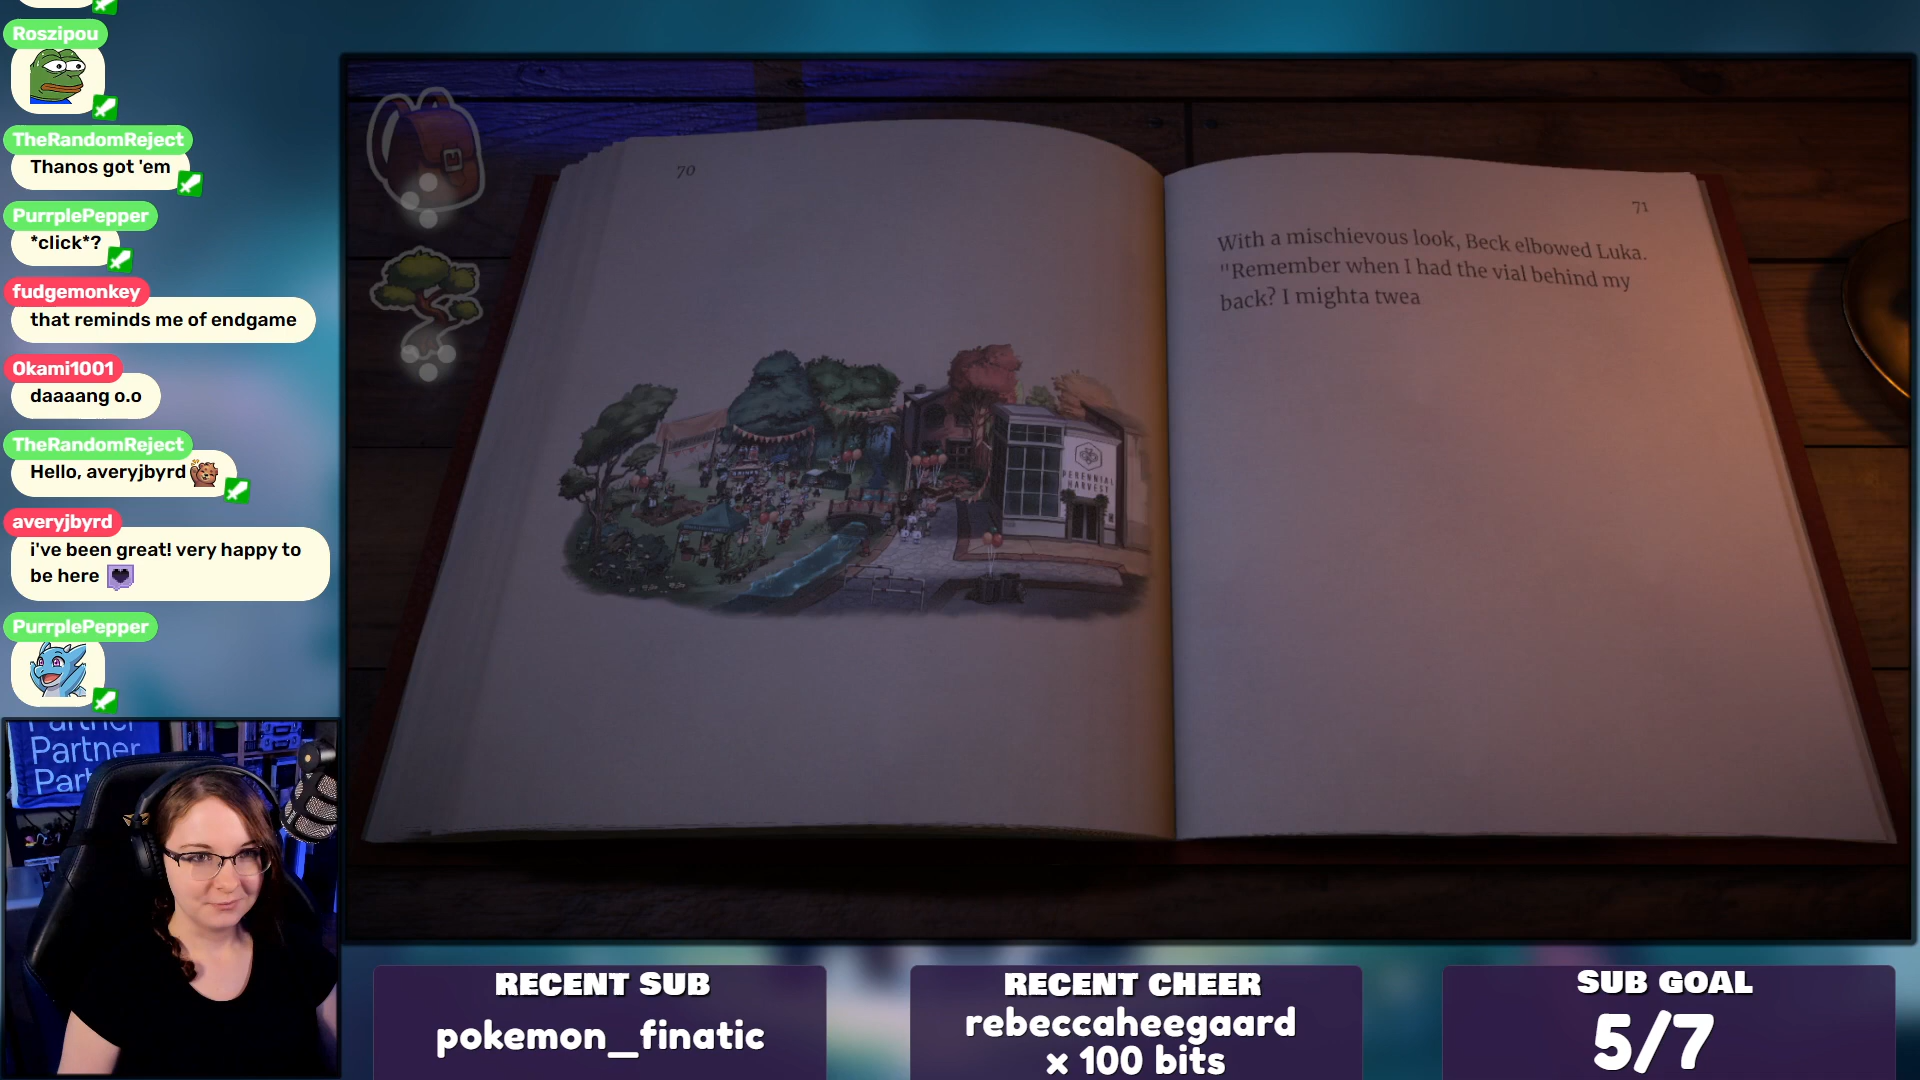 Roszipou
TheRandomReject
Thanos got 'em
PurrplePepper
*click*?
fudgemonkey
that reminds me of endgame
Okami1001
daaaang o.o
TheRandomReject
Hello, averyjbyrd
averyjbyrd
i've been great! very happy to
be here
PurrplePepper
Partner
Partner
70
PERENNIAL
HARVEST
71
With a mischievous look, Beck elbowed Luka.
"Remember when I had the vial behind my
back? I mighta twea
RECENT SUB
pokemon_finatic
RECENT CHEER
rebeccaheegaard
x 100 bits
SUB GOAL
5/7